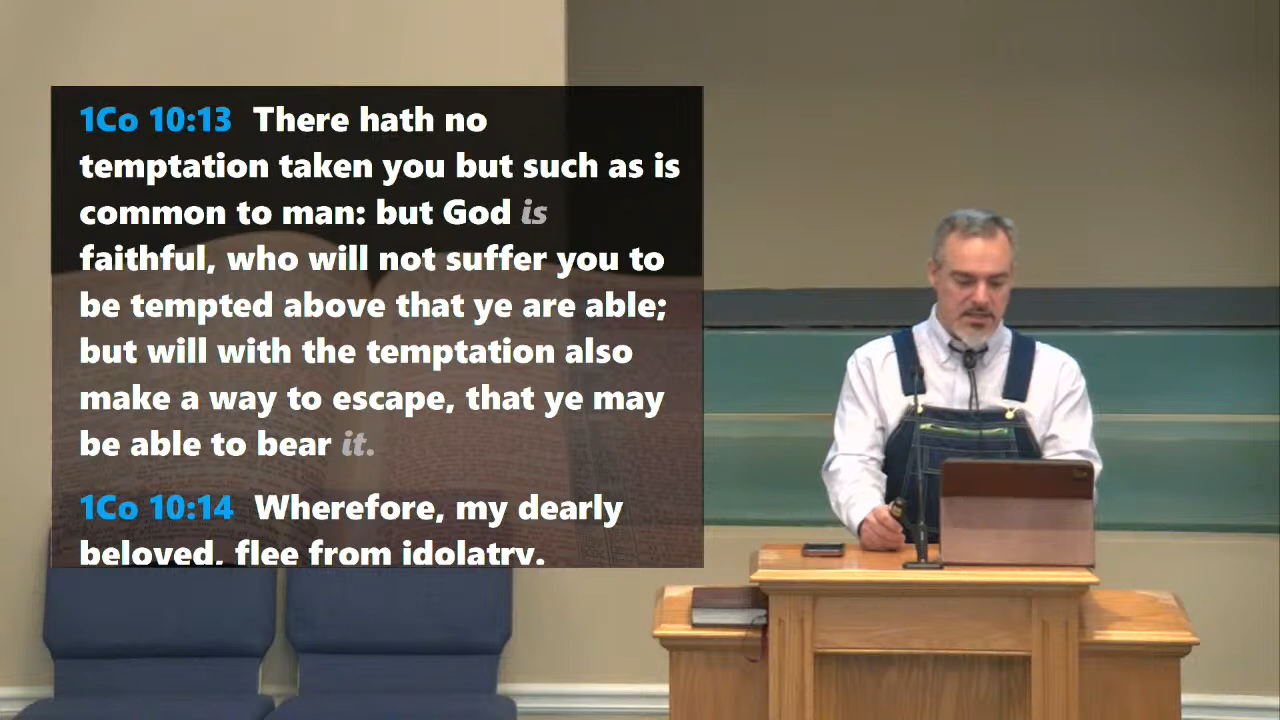 1Co 10:13 There hath no
temptation taken you but such as is
common to man: but God is
faithful, who will not suffer you to
be tempted above that ye are able;
but will with the temptation also
make a way to escape, that ye may
be able to bear it.
1Co 10:14 Wherefore, my dearly
beloved, flee from idolatry.